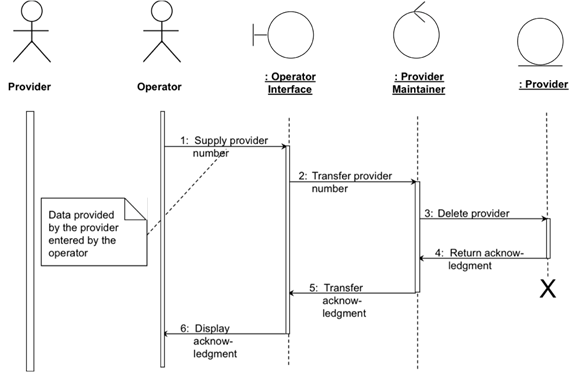 Provider
Operator
: Operator
Interface
: Provider
Maintainer
: Provider
1: Supply provider
number
2: Transfer provider
number
3: Delete provider
Data provided
by the provider
entered by the
operator
4: Return acknow-
ledgment
5: Transfer
acknow-
ledgment
6: Display
acknow-
ledgment
X